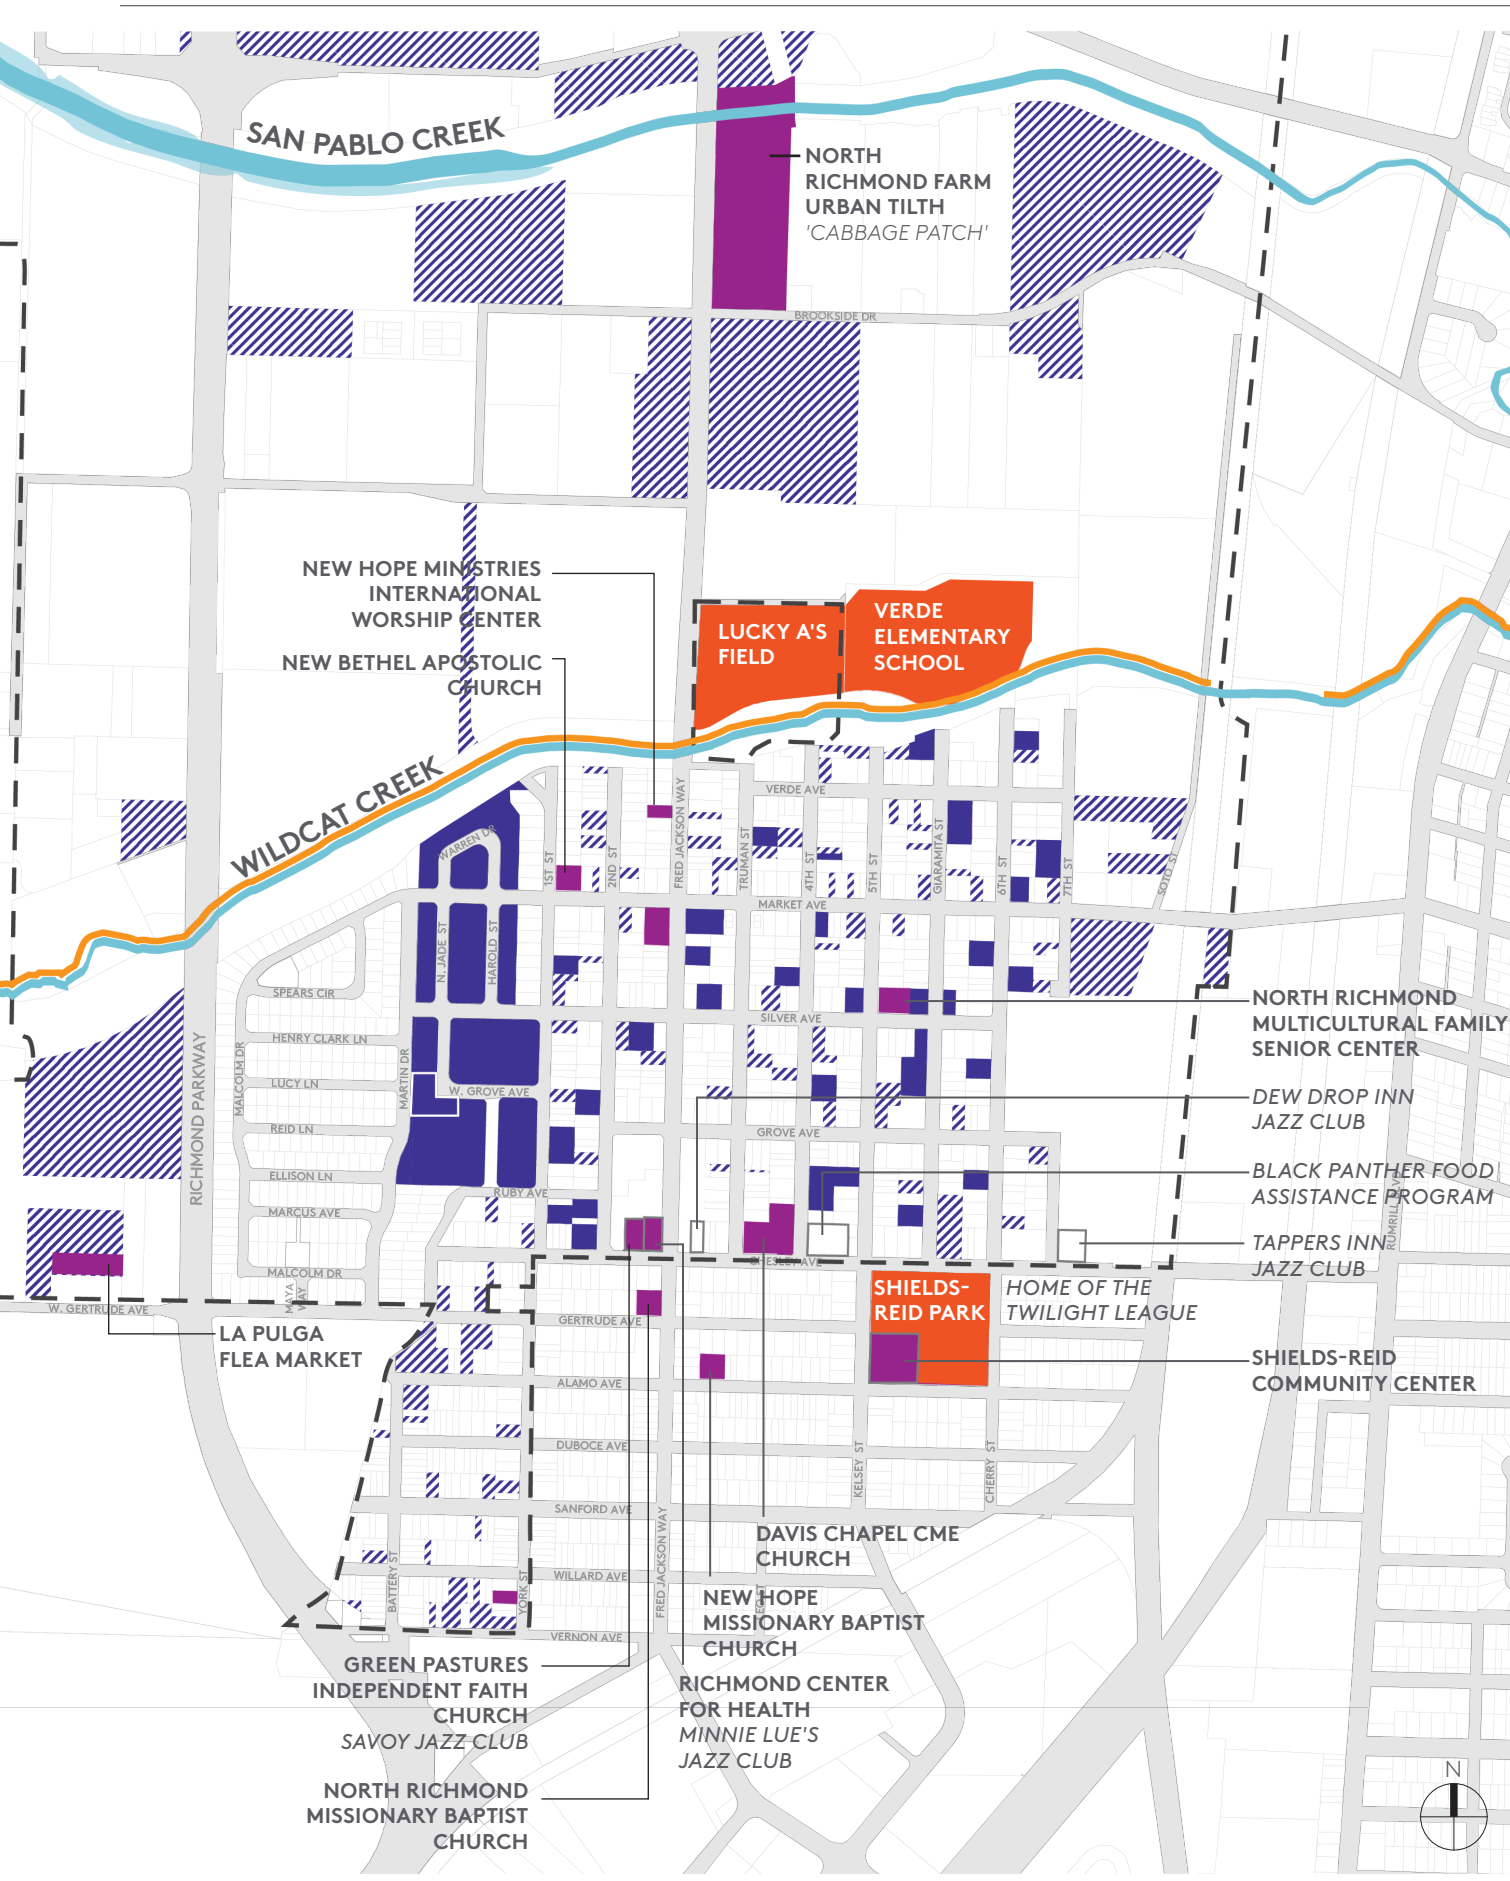 SAN PABLO CREEK
NORTH
RICHMOND FARM
URBAN TILTH
'CABBAGE PATCH'
BROOKSIDE DR
NEW HOPE MINISTRIES
INTERNATIONAL
WORSHIP CENTER
NEW BETHEL APOSTOLIC
CHURCH
LUCKY A'S
FIELD
VERDE
ELEMENTARY
SCHOOL
WILDCAT CREEK
VERDE AVE
WARREN DR
1ST ST
2ND ST
FRED JACKSON WAY
TRUMAN ST
4TH ST
5TH ST
GIARAMITA ST
6TH ST
7TH ST
SOTO ST
MARKET AVE
N. JADE ST
HAROLD ST
SPEARS CIR
SILVER AVE
NORTH RICHMOND
MULTICULTURAL FAMILY
SENIOR CENTER
HENRY CLARK LN
RICHMOND PARKWAY
MALCOLM DR
MARTIN DR
LUCY LN
W. GROVE AVE
DEW DROP INN
JAZZ CLUB
REID LN
GROVE AVE
ELLISON LN
BLACK PANTHER FOOD
ASSISTANCE PROGRAM
RUMRILL BLVD
RUBY AVE
MARCUS AVE
TAPPERS INN
JAZZ CLUB
CHESLEY AVE
MALCOLM DR
MAYA
WAY
SHIELDS-
REID PARK
HOME OF THE
TWILIGHT LEAGUE
W. GERTRUDE AVE
GERTRUDE AVE
LA PULGA
FLEA MARKET
SHIELDS-REID
COMMUNITY CENTER
ALAMO AVE
DUBOCE AVE
KELSEY ST
CHERRY ST
SANFORD AVE
FRED JACKSON WAY
DAVIS CHAPEL CME
CHURCH
BATTERY ST
YORK ST
WILLARD AVE
NEW HOPE
MISSIONARY BAPTIST
CHURCH
VERNON AVE
GREEN PASTURES
INDEPENDENT FAITH
CHURCH
SAVOY JAZZ CLUB
RICHMOND CENTER
FOR HEALTH
MINNIE LUE'S
JAZZ CLUB
NORTH RICHMOND
MISSIONARY BAPTIST
CHURCH
N